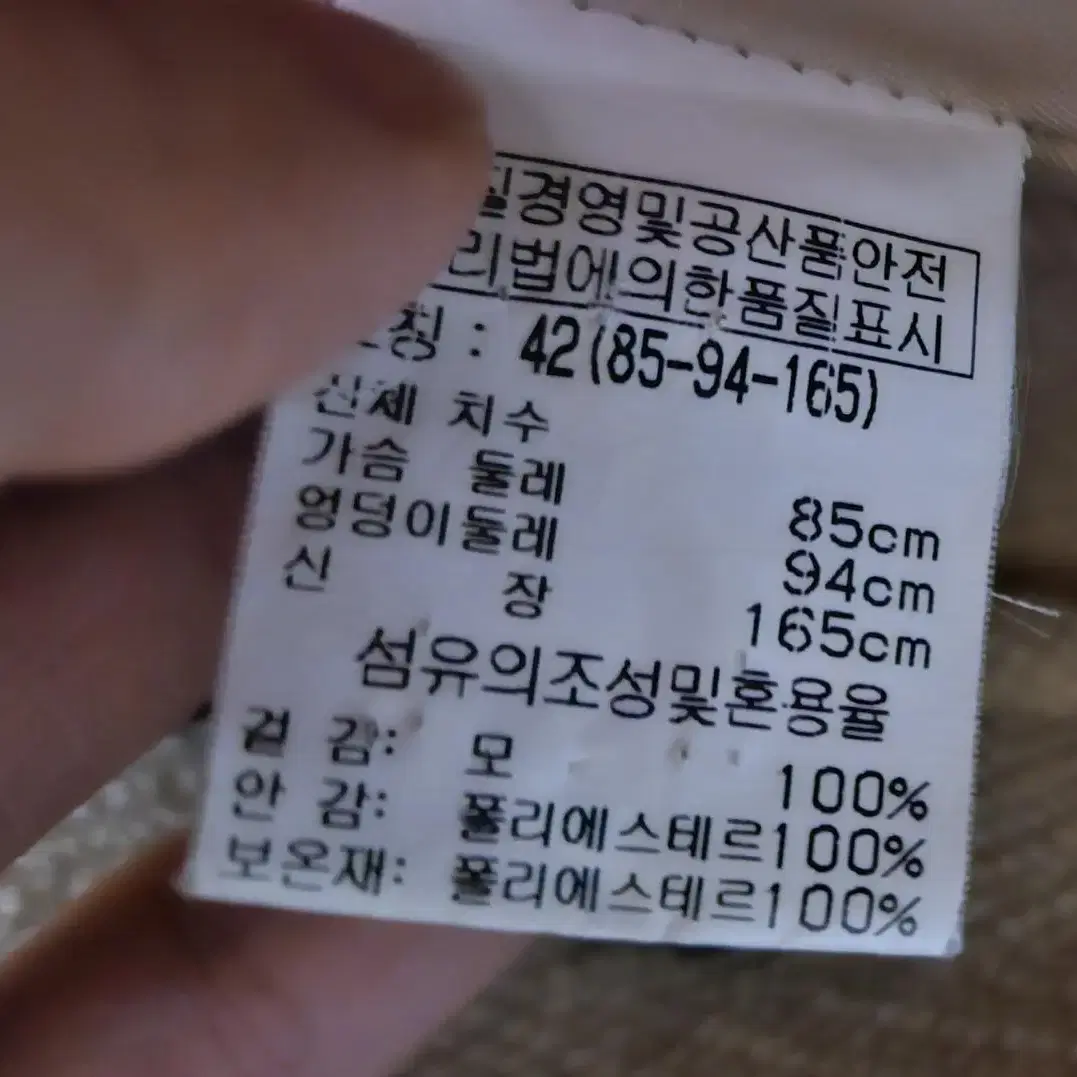 경영및공산품안전
리법에의한품질표시
칭 : 42(85-94-165)
신체 치수
가슴 둘레 85cm
엉덩이둘레 94cm
신 장 165cm
섬유의조성및혼용율
겉 감: 모 100%
안 감: 폴리에스테르100%
보온재: 폴리에스테르100%